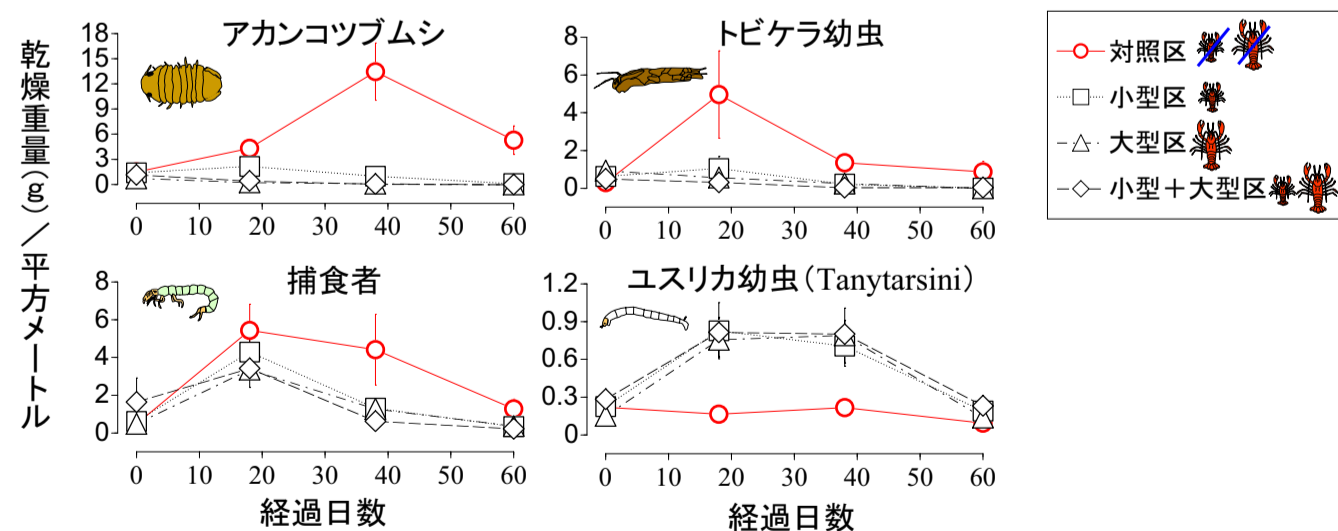 乾燥重量(g)/平方メートル
アカンコツブムシ
18
15
12
9
6
3
0
0 10 20 30 40 50 60
トビケラ幼虫
8
6
4
2
0
0 10 20 30 40 50 60
捕食者
8
6
4
2
0
0 10 20 30 40 50 60
経過日数
ユスリカ幼虫(Tanytarsini)
1.2
0.9
0.6
0.3
0
0 10 20 30 40 50 60
経過日数
対照区
小型区
大型区
小型+大型区